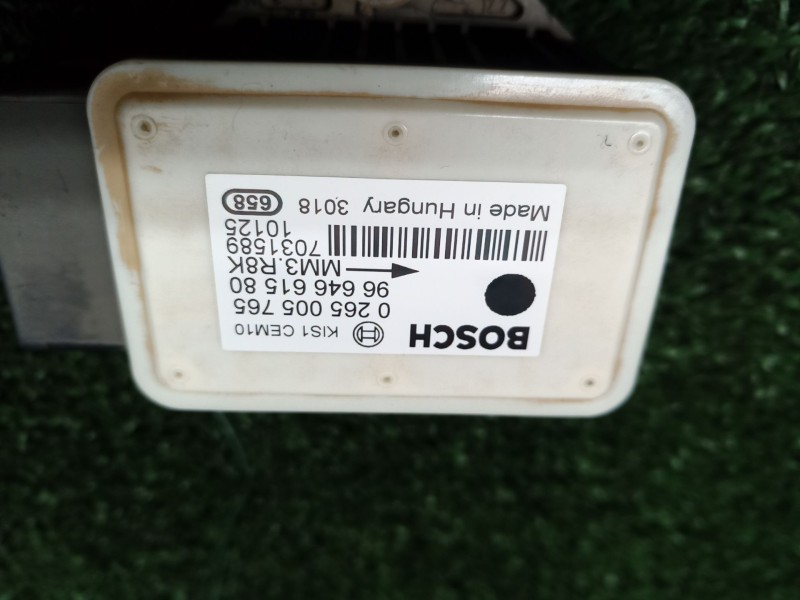 BOSCH KIS1 CEM10
0 265 005 765
96 646 615 80
MM3.R8K
7031589
10125
Made in Hungary 3018 658